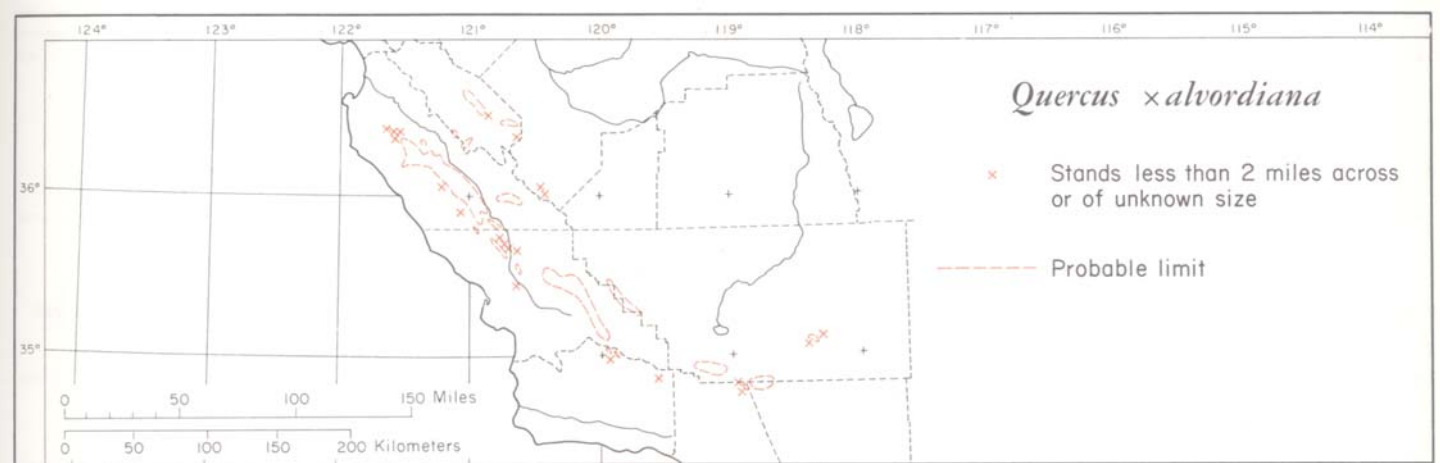 124° 123° 122° 121° 120° 119° 118° 117° 116° 115° 114°
Quercus ×alvordiana
× Stands less than 2 miles across
or of unknown size
Probable limit
36°
35°
0 50 100 150 Miles
0 50 100 150 200 Kilometers